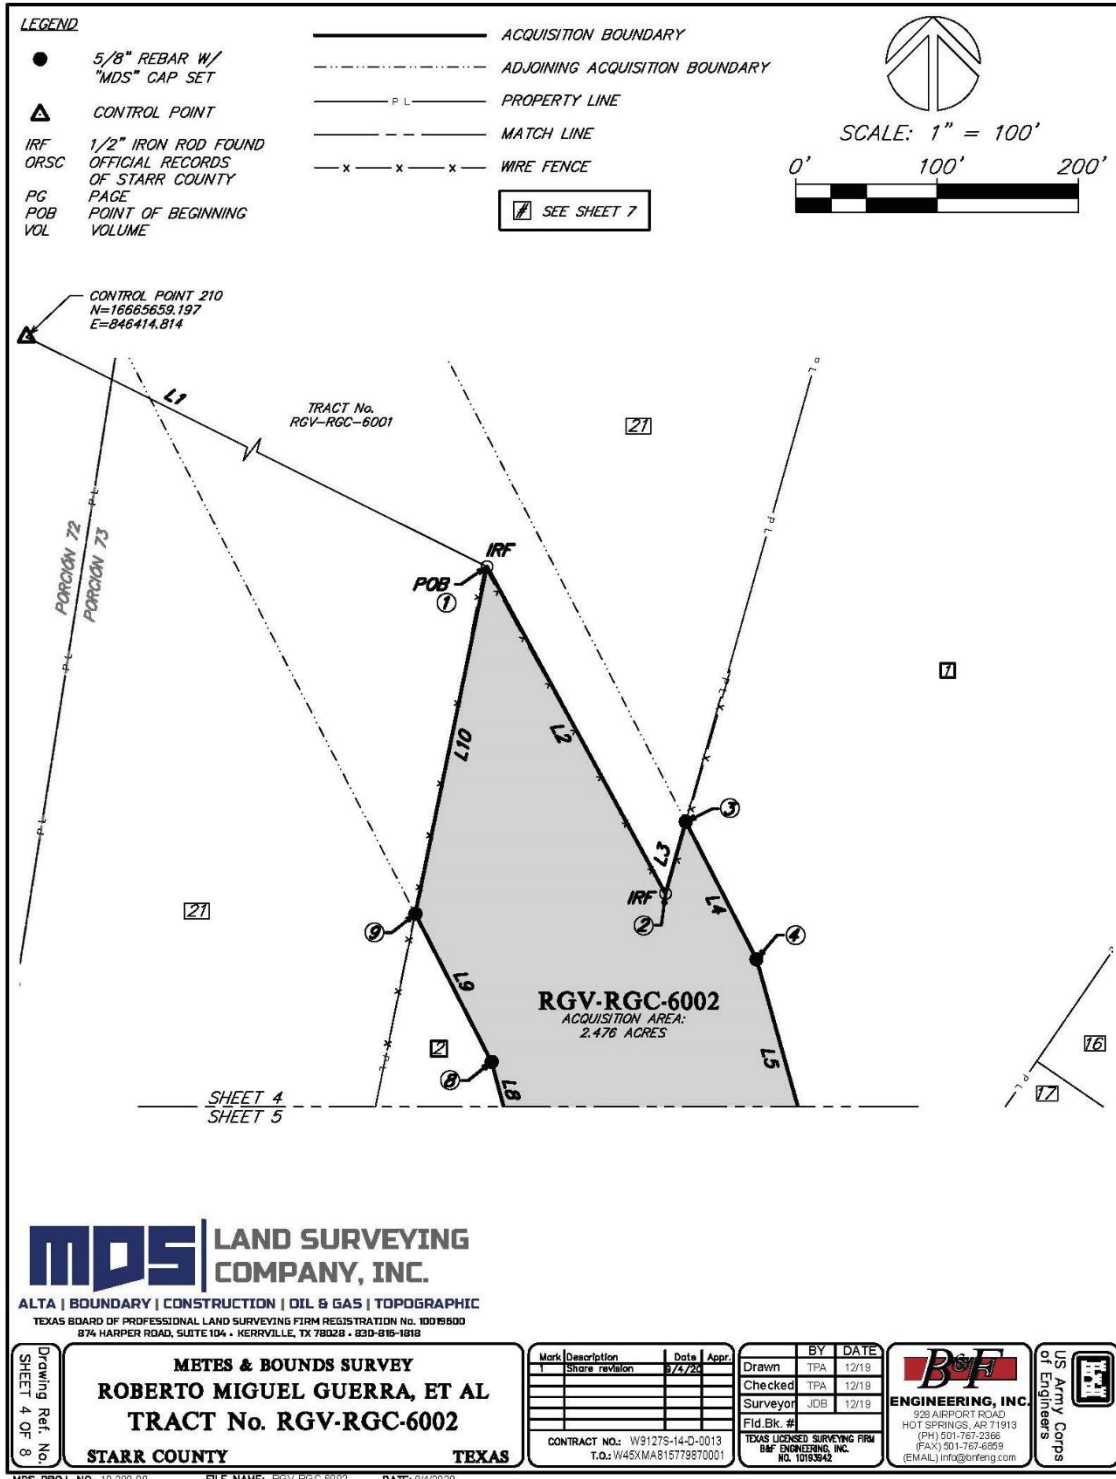 LEGEND
5/8" REBAR W/
"MDS" CAP SET
CONTROL POINT
IRF 1/2" IRON ROD FOUND
ORSC OFFICIAL RECORDS
OF STARR COUNTY
PG PAGE
POB POINT OF BEGINNING
VOL VOLUME
ACQUISITION BOUNDARY
ADJOINING ACQUISITION BOUNDARY
P L PROPERTY LINE
MATCH LINE
x x x WIRE FENCE
# SEE SHEET 7
SCALE: 1" = 100'
0' 100' 200'
CONTROL POINT 210
N=16665659.197
E=846414.814
L1
TRACT No.
RGV-RGC-6001
21
P L
PORCIÓN 72
PORCIÓN 73
IRF
POB
1
1
L10
L2
3
L3
IRF
2
L4
4
21
9
L9
RGV-RGC-6002
ACQUISITION AREA:
2.476 ACRES
2
8
L8
L5
16
17
SHEET 4
SHEET 5
MDS LAND SURVEYING
COMPANY, INC.
ALTA | BOUNDARY | CONSTRUCTION | OIL & GAS | TOPOGRAPHIC
TEXAS BOARD OF PROFESSIONAL LAND SURVEYING FIRM REGISTRATION No. 10019600
874 HARPER ROAD, SUITE 104 • KERRVILLE, TX 78028 • 830-816-1818
Drawing Ref. No.
SHEET 4 OF 8
METES & BOUNDS SURVEY
ROBERTO MIGUEL GUERRA, ET AL
TRACT No. RGV-RGC-6002
STARR COUNTY TEXAS
Mark Description Date Appr.
1 Share revision 9/4/20
CONTRACT NO.: W9127S-14-D-0013
T.O.: W45XMA815779870001
BY DATE
Drawn TPA 12/19
Checked TPA 12/19
Surveyor JDB 12/19
Fld.Bk. #
TEXAS LICENSED SURVEYING FIRM
B&F ENGINEERING, INC.
NO. 10193942
B&F
ENGINEERING, INC.
928 AIRPORT ROAD
HOT SPRINGS, AR 71913
(PH) 501-767-2366
(FAX) 501-767-6859
(EMAIL) info@bnfeng.com
US Army Corps
of Engineers